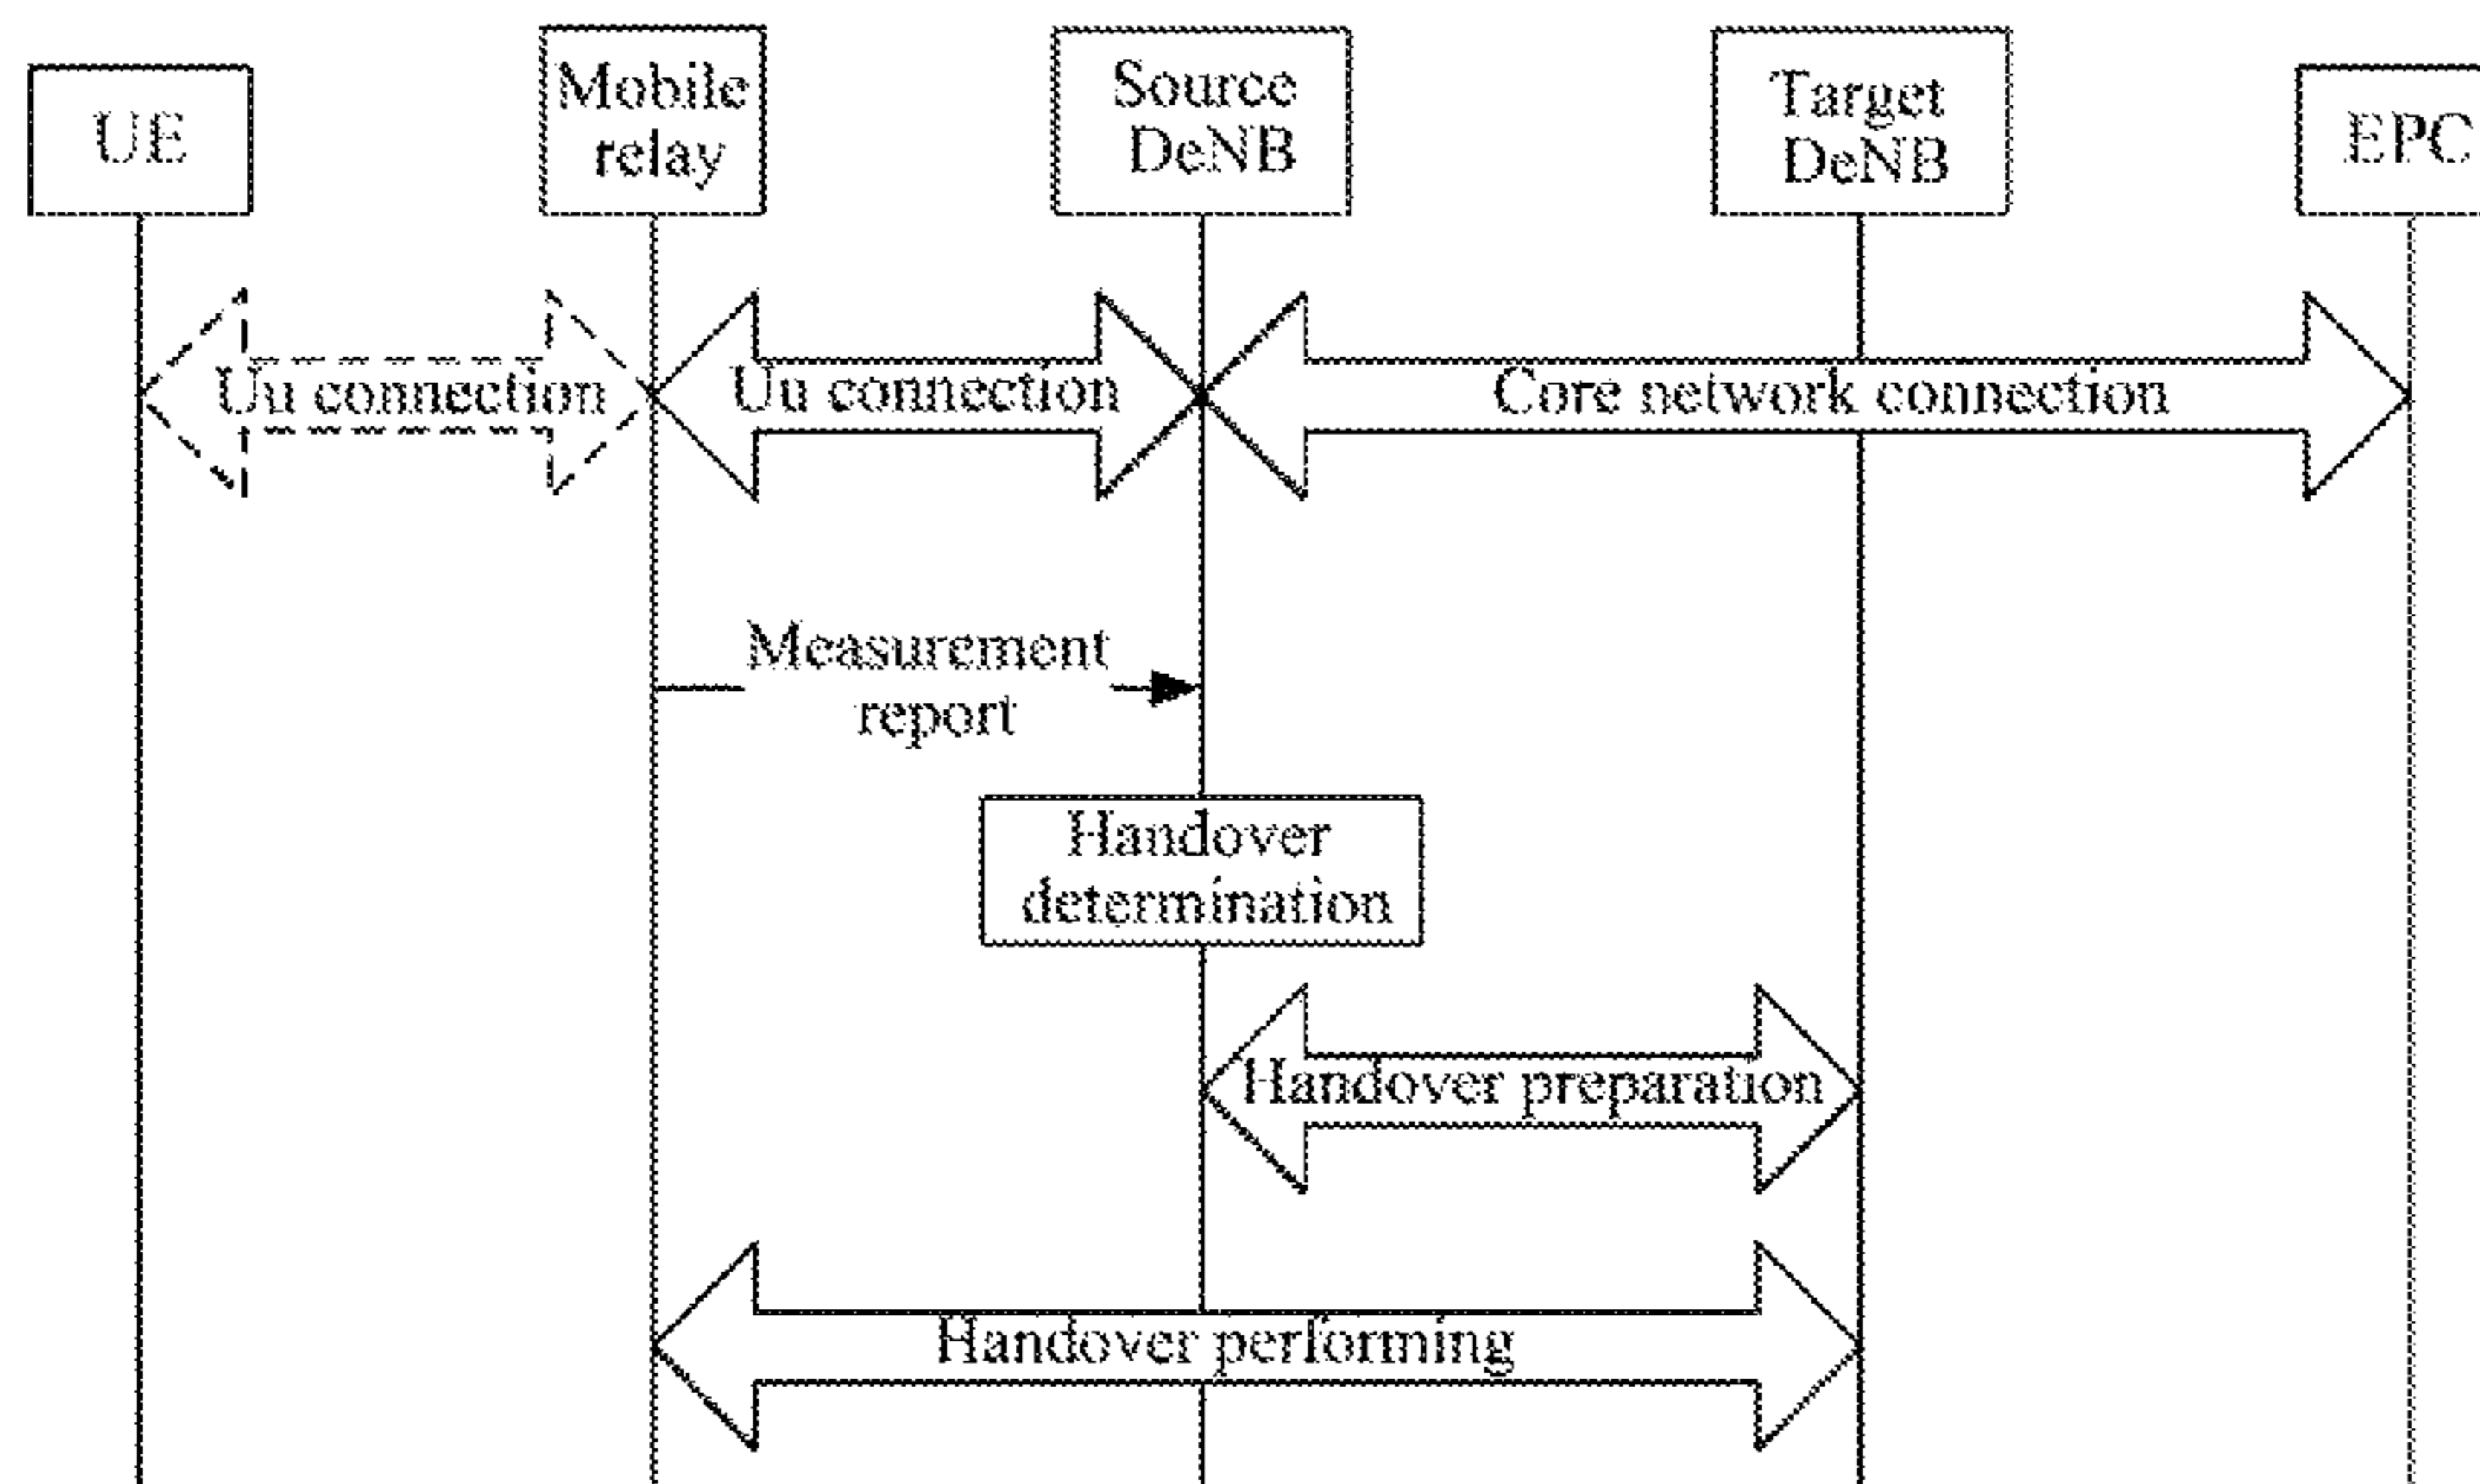 UE
Mobile
relay
Source
DeNB
Target
DeNB
EPC
Uu connection
Uu connection
Core network connection
Measurement
report
Handover
determination
Handover preparation
Handover performing